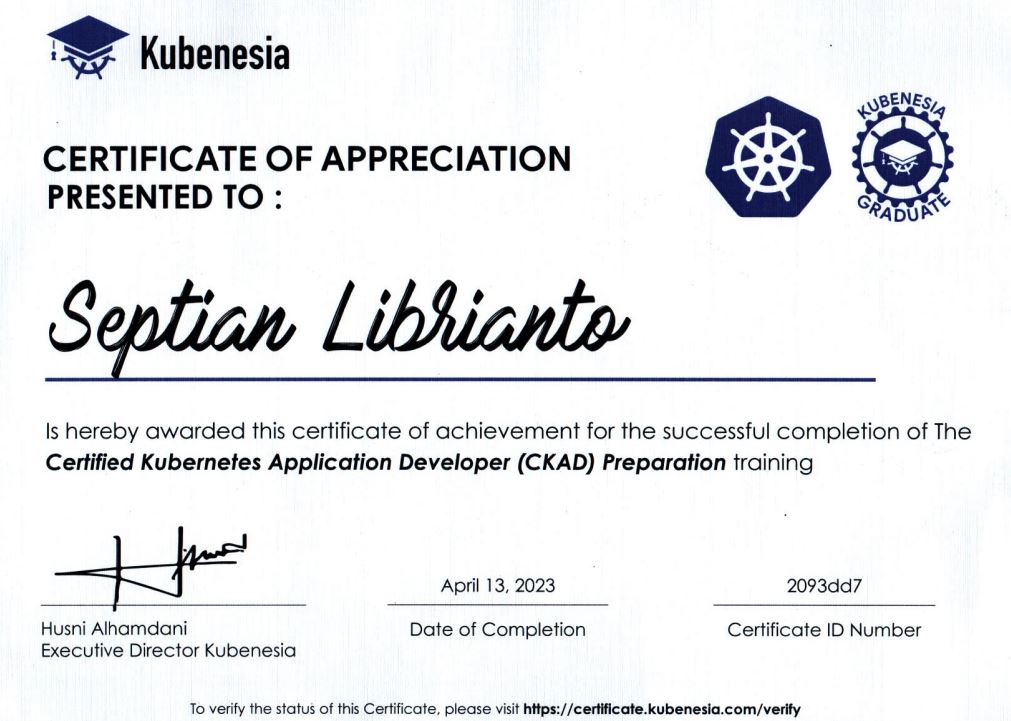 Kubenesia
KUBENESIA
GRADUATE
CERTIFICATE OF APPRECIATION
PRESENTED TO :
Septian Librianto
Is hereby awarded this certificate of achievement for the successful completion of The
Certified Kubernetes Application Developer (CKAD) Preparation training
April 13, 2023
2093dd7
Husni Alhamdani
Date of Completion
Certificate ID Number
Executive Director Kubenesia
To verify the status of this Certificate, please visit https://certificate.kubenesia.com/verify